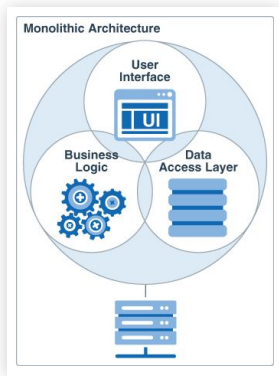 Monolithic Architecture
User
Interface
UI
Business
Logic
Data
Access Layer